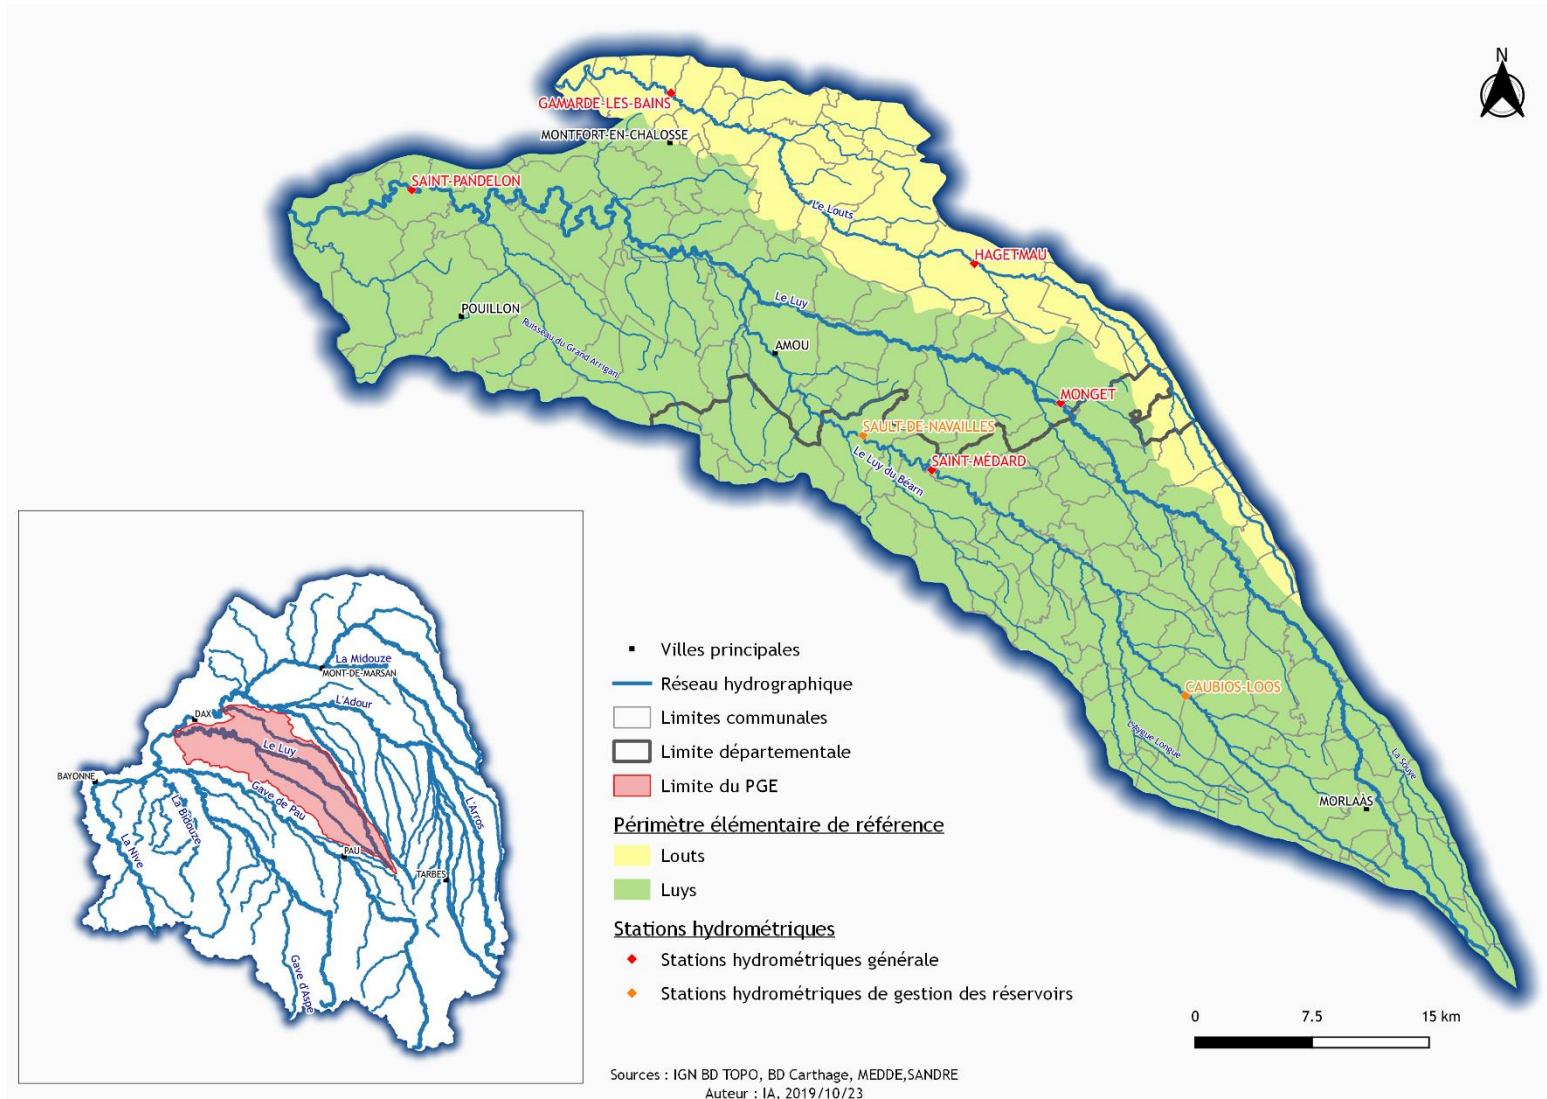 N
GAMARDE-LES-BAINS
MONTFORT-EN-CHALOSSE
SAINT-PANDELON
Le Louts
HAGETMAU
Le Luy
POUILLON
Ruisseau du Grand Arrigan
AMOU
MONGET
SAULT-DE-NAVAILLES
SAINT-MÉDARD
Le Luy du Béarn
CAUBIOS-LOOS
L'Aygue Longue
La Souye
MORLAÀS
La Midouze
MONT-DE-MARSAN
L'Adour
DAX
Le Luy
BAYONNE
Gave de Pau
La Bidouze
L'Arros
La Nive
PAU
TARBES
Gave d'Aspe
Villes principales
Réseau hydrographique
Limites communales
Limite départementale
Limite du PGE
Périmètre élémentaire de référence
Louts
Luys
Stations hydrométriques
Stations hydrométriques générale
Stations hydrométriques de gestion des réservoirs
0 7.5 15 km
Sources : IGN BD TOPO, BD Carthage, MEDDE,SANDRE
Auteur : IA, 2019/10/23